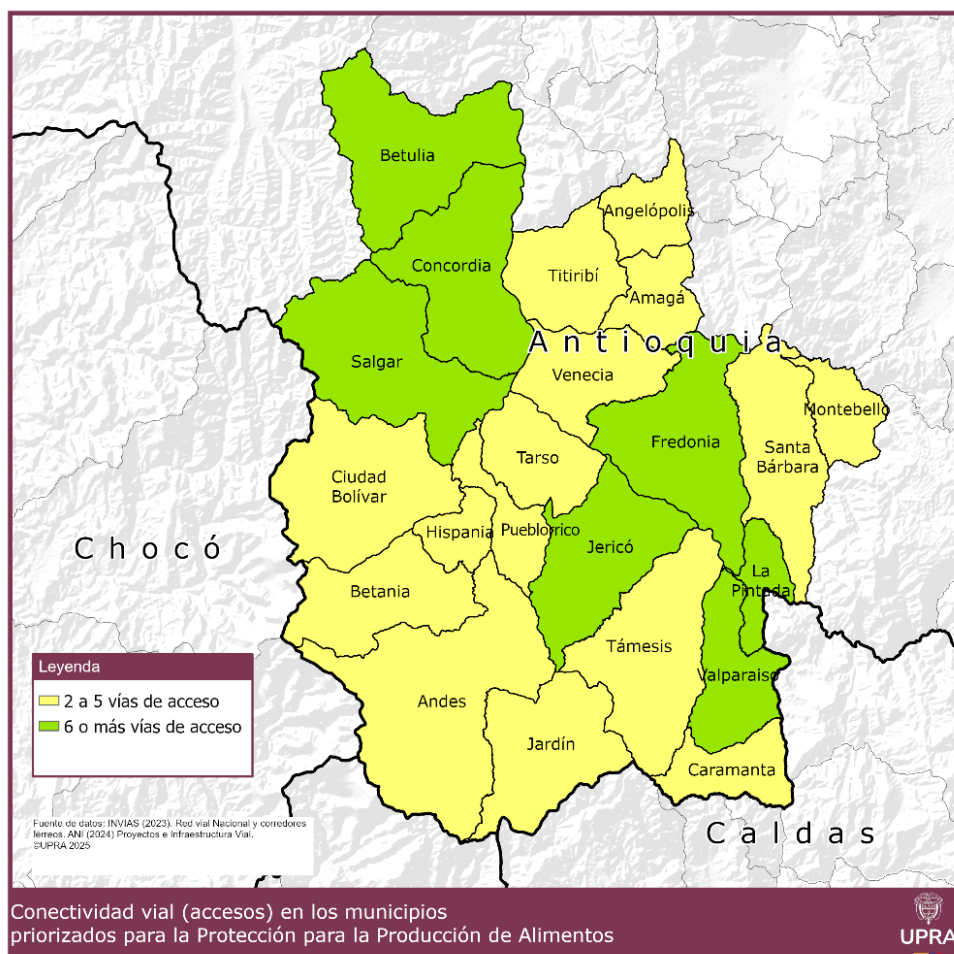 Betulia
Angelópolis
Concordia
Titiribí
Amagá
Antioquia
Salgar
Venecia
Montebello
Fredonia
Santa
Bárbara
Tarso
Ciudad
Bolívar
Hispania
Pueblorrico
Chocó
Jericó
La
Pintada
Betania
Támesis
Valparaiso
Andes
Jardín
Caramanta
Caldas
Leyenda
2 a 5 vías de acceso
6 o más vías de acceso
Fuente de datos: INVIAS (2023). Red vial Nacional y corredores
férreos. ANI (2024) Proyectos e Infraestructura Vial.
©UPRA 2025
Conectividad vial (accesos) en los municipios
priorizados para la Protección para la Producción de Alimentos
UPRA